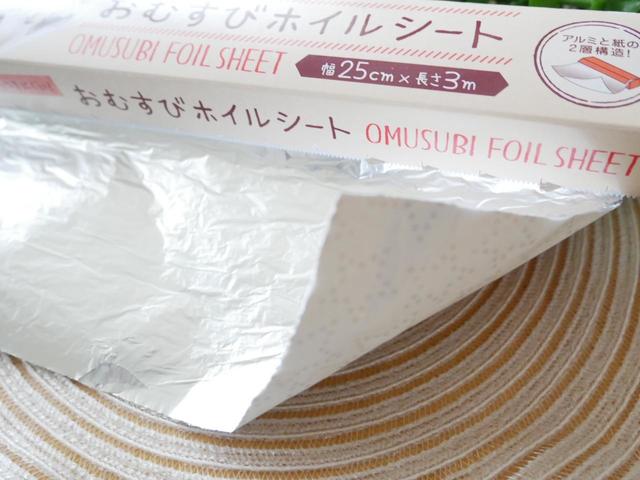 おむすびホイルシート
OMUSUBI FOIL SHEET
幅25cm×長さ3m
アルミと紙の
2層構造!
おむすびホイルシート OMUSUBI FOIL SHEET